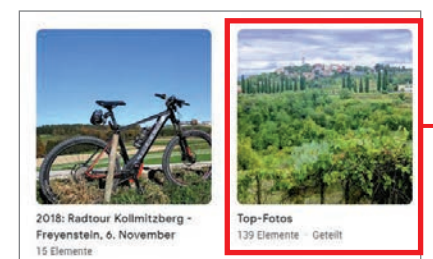 2018: Radtour Kollmitzberg -
Freyenstein, 6. November
15 Elemente
Top-Fotos
139 Elemente · Geteilt